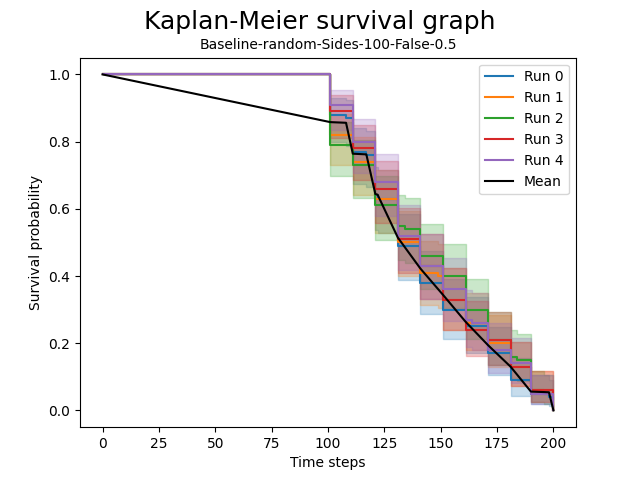 Kaplan-Meier survival graph
Baseline-random-Sides-100-False-0.5
Survival probability
1.0
0.8
0.6
0.4
0.2
0.0
Run 0
Run 1
Run 2
Run 3
Run 4
Mean
0
25
50
75
100
125
150
175
200
Time steps